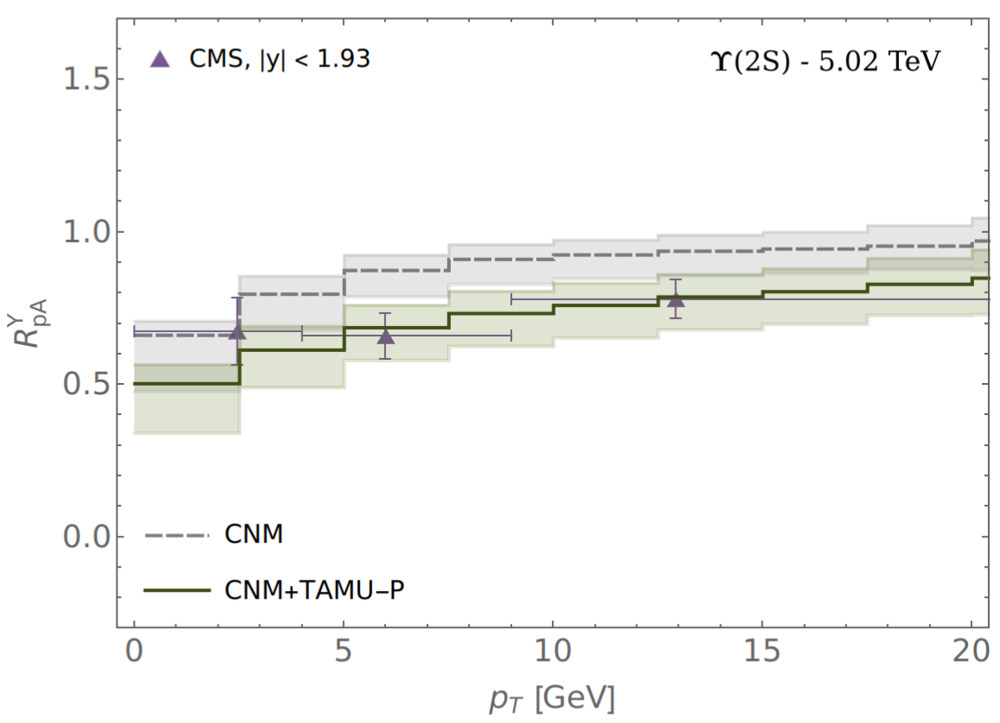 CMS, |y| < 1.93
ϒ(2S) - 5.02 TeV
1.5
1.0
0.5
0.0
R^Υ_pA
CNM
CNM+TAMU–P
0 5 10 15 20
p_T [GeV]